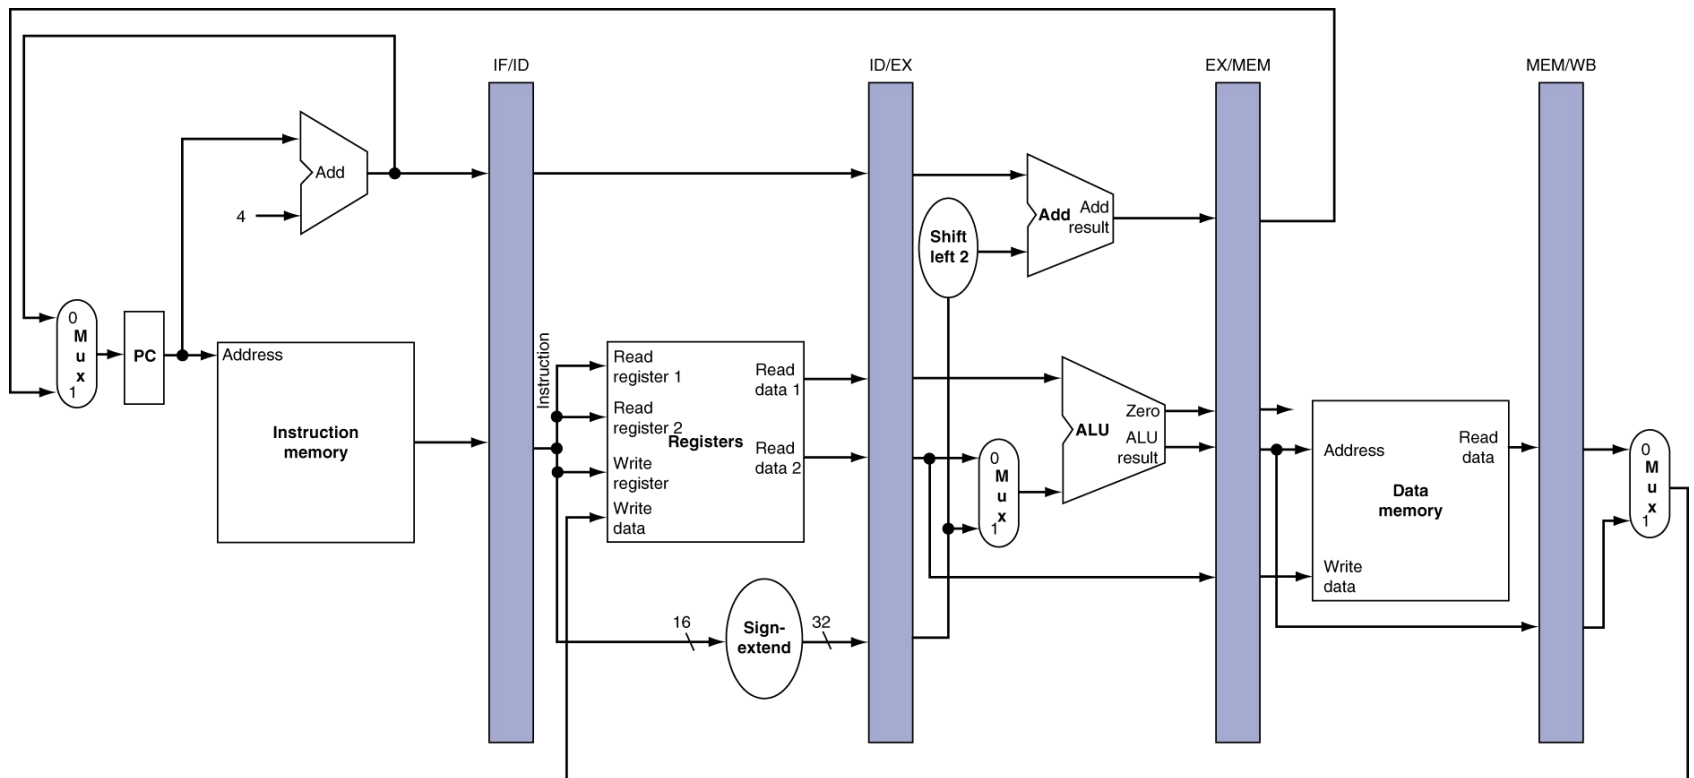 IF/ID
ID/EX
EX/MEM
MEM/WB
Add
4
Add
Add
result
Shift
left 2
0
M
u
x
1
PC
Address
Instruction
memory
Instruction
Read
register 1
Read
register 2
Write
register
Write
data
Registers
Read
data 1
Read
data 2
16
Sign-
extend
32
0
M
u
x
1
Zero
ALU
ALU
result
Address
Read
data
Data
memory
Write
data
0
M
u
x
1